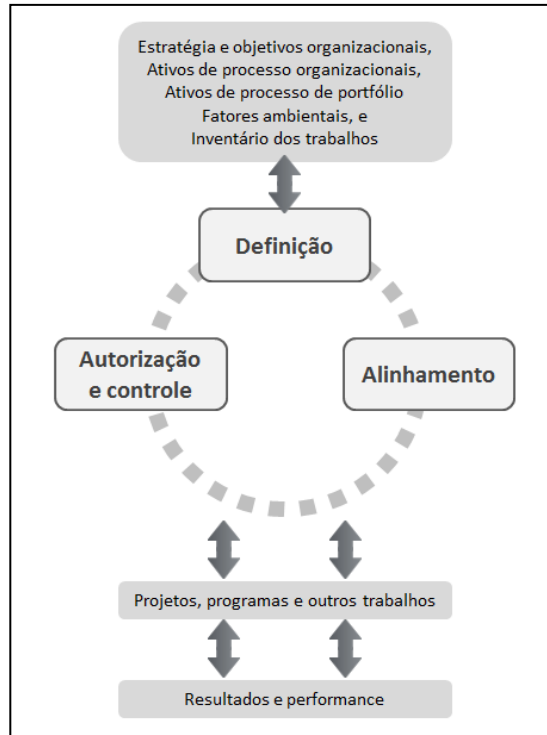 Estratégia e objetivos organizacionais,
Ativos de processo organizacionais,
Ativos de processo de portfólio
Fatores ambientais, e
Inventário dos trabalhos
Definição
Autorização
e controle
Alinhamento
Projetos, programas e outros trabalhos
Resultados e performance